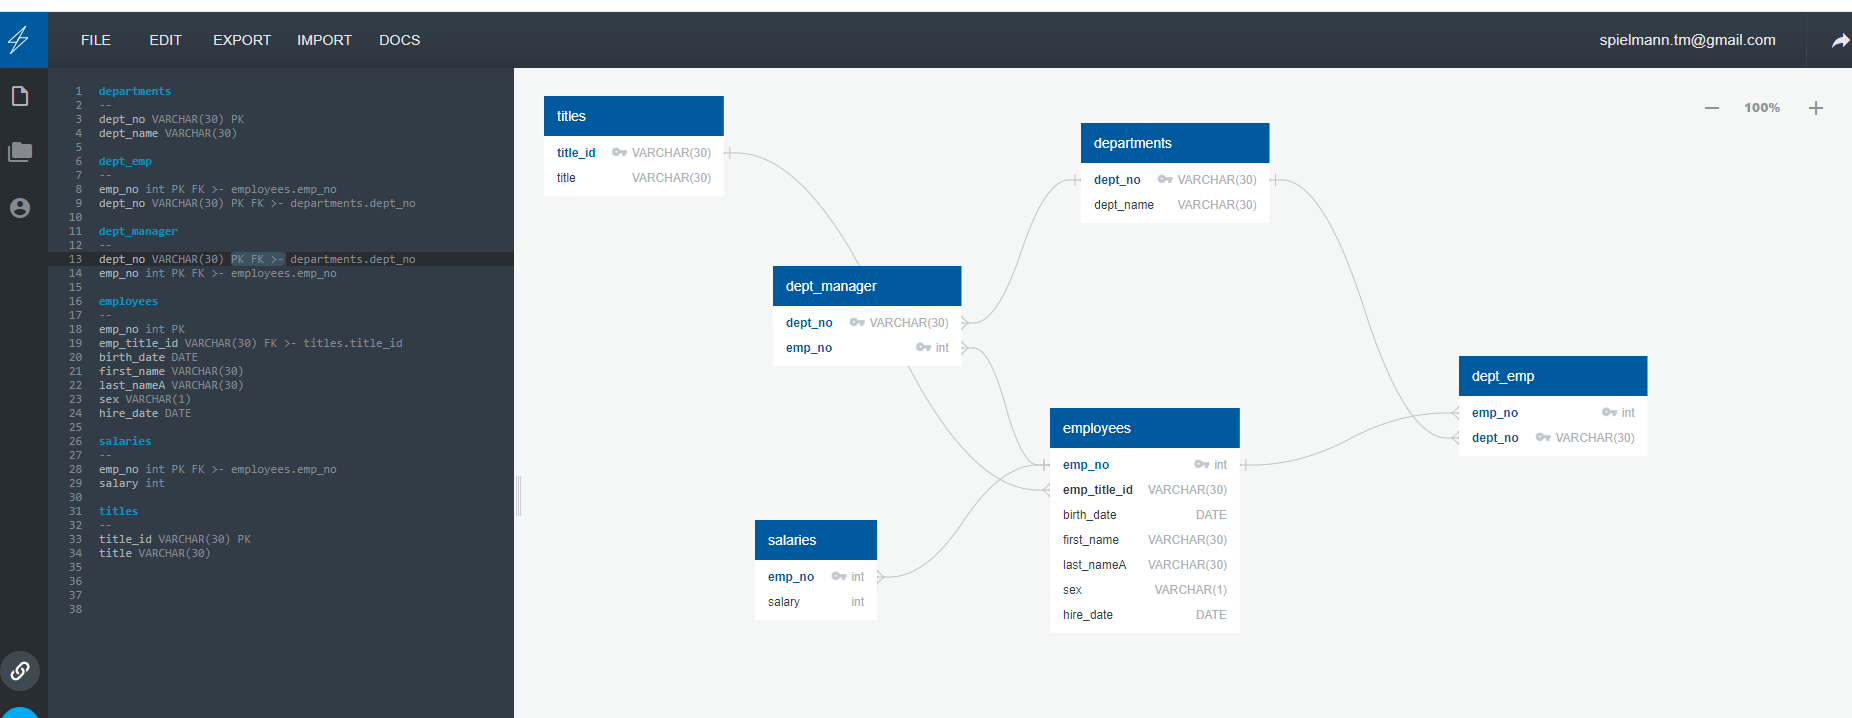 FILE EDIT EXPORT IMPORT DOCS spielmann.tm@gmail.com
1 departments
2 --
3 dept_no VARCHAR(30) PK
4 dept_name VARCHAR(30)
5
6 dept_emp
7 --
8 emp_no int PK FK >- employees.emp_no
9 dept_no VARCHAR(30) PK FK >- departments.dept_no
10
11 dept_manager
12 --
13 dept_no VARCHAR(30) PK FK >- departments.dept_no
14 emp_no int PK FK >- employees.emp_no
15
16 employees
17 --
18 emp_no int PK
19 emp_title_id VARCHAR(30) FK >- titles.title_id
20 birth_date DATE
21 first_name VARCHAR(30)
22 last_nameA VARCHAR(30)
23 sex VARCHAR(1)
24 hire_date DATE
25
26 salaries
27 --
28 emp_no int PK FK >- employees.emp_no
29 salary int
30
31 titles
32 --
33 title_id VARCHAR(30) PK
34 title VARCHAR(30)
35
36
37
38
100%
titles
title_id VARCHAR(30)
title VARCHAR(30)
departments
dept_no VARCHAR(30)
dept_name VARCHAR(30)
dept_manager
dept_no VARCHAR(30)
emp_no int
dept_emp
emp_no int
dept_no VARCHAR(30)
employees
emp_no int
emp_title_id VARCHAR(30)
birth_date DATE
first_name VARCHAR(30)
last_nameA VARCHAR(30)
sex VARCHAR(1)
hire_date DATE
salaries
emp_no int
salary int